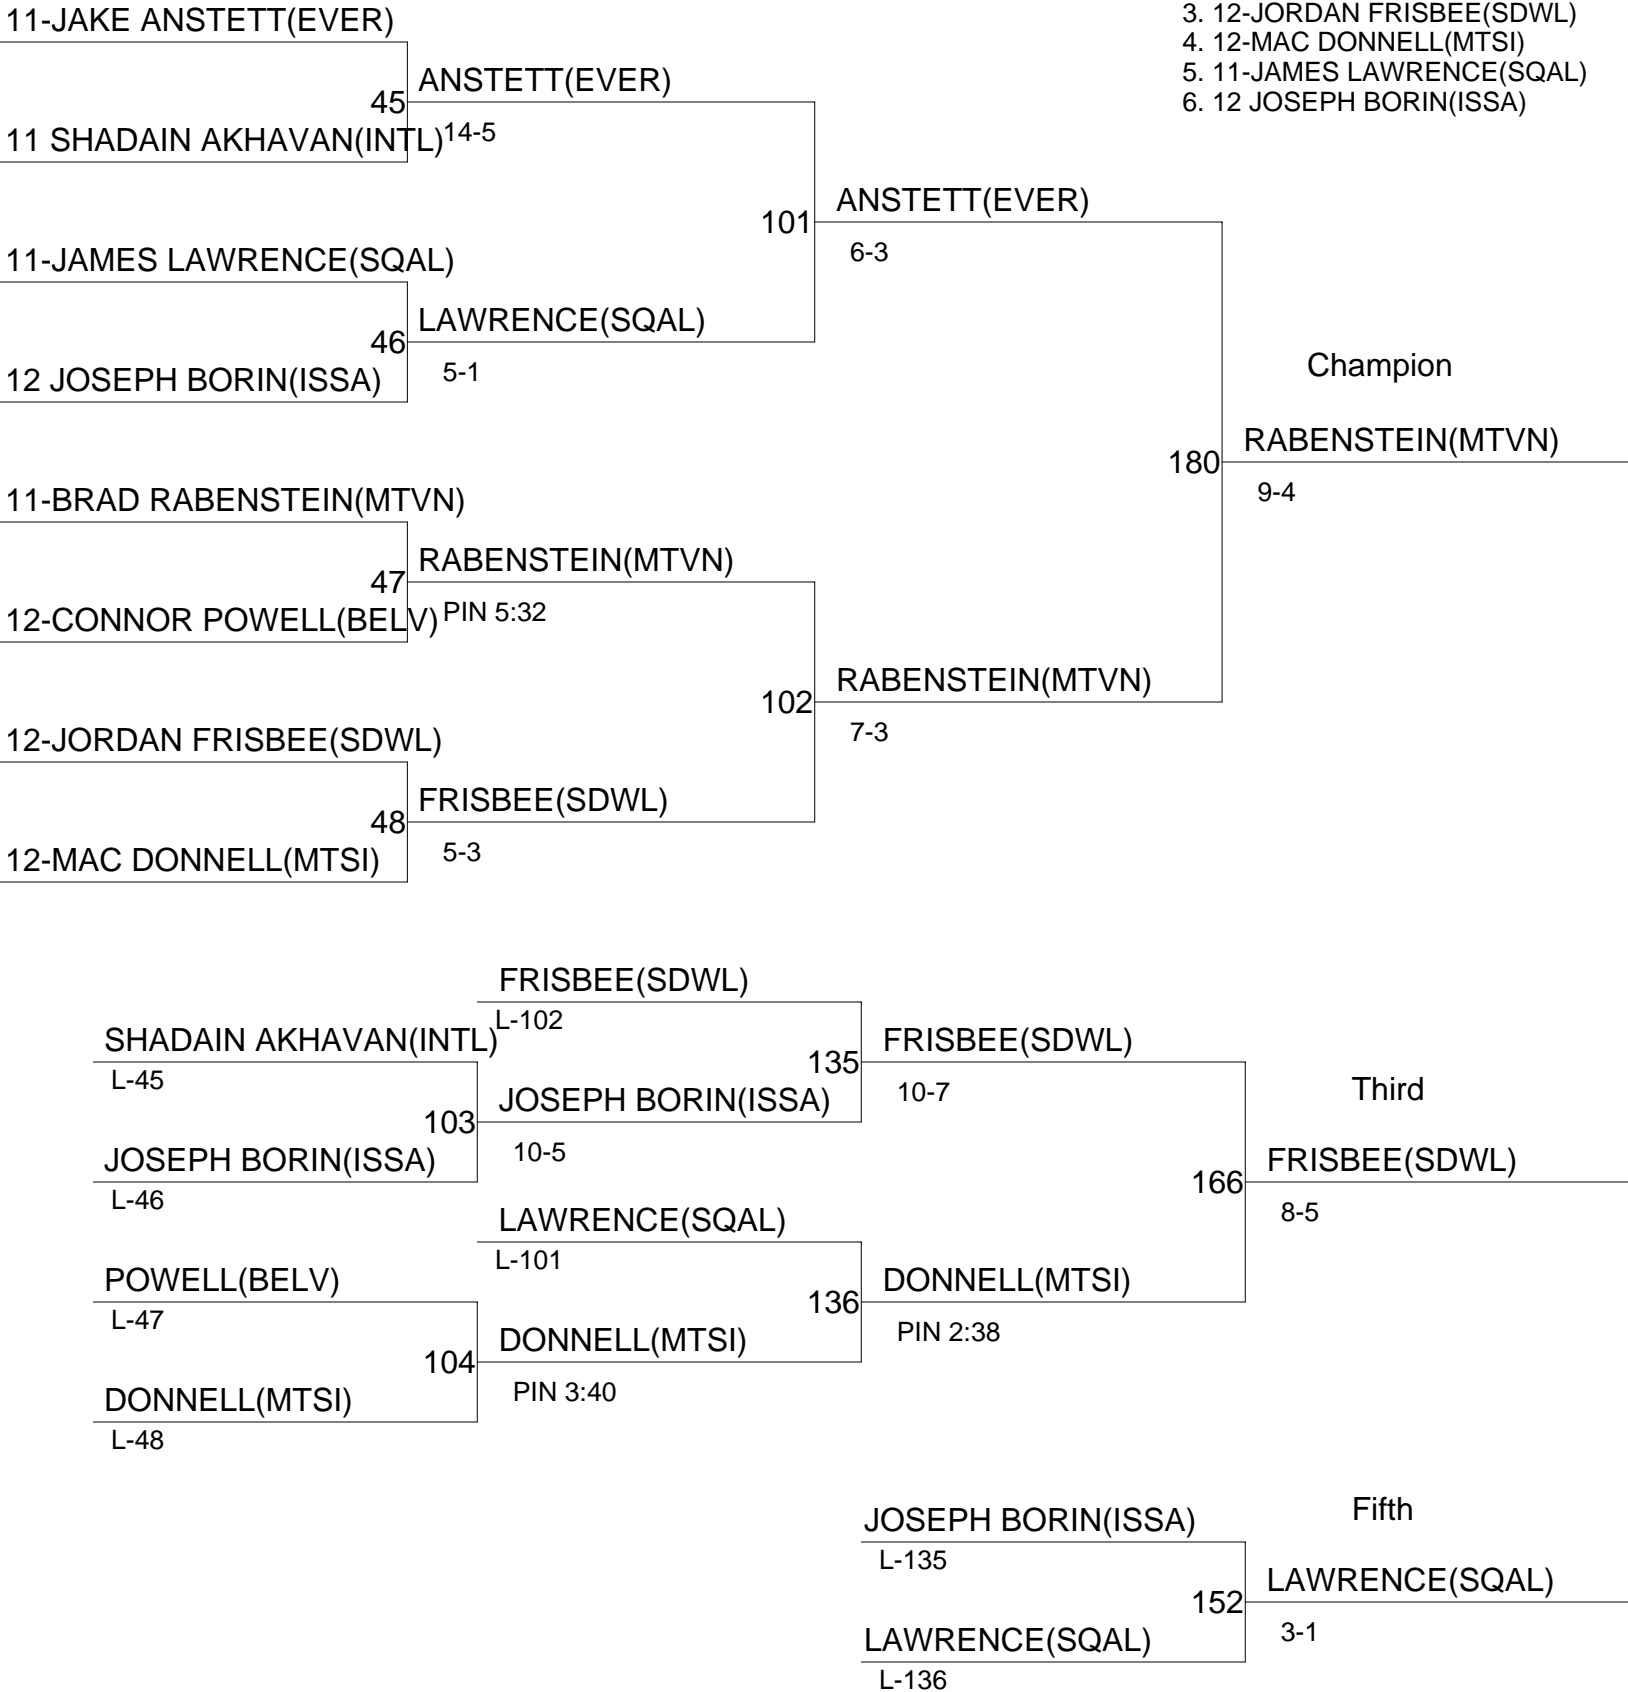 3. 12-JORDAN FRISBEE(SDWL)
4. 12-MAC DONNELL(MTSI)
5. 11-JAMES LAWRENCE(SQAL)
6. 12 JOSEPH BORIN(ISSA)
11-JAKE ANSTETT(EVER)
45
ANSTETT(EVER)
14-5
11 SHADAIN AKHAVAN(INTL)
101
ANSTETT(EVER)
6-3
11-JAMES LAWRENCE(SQAL)
46
LAWRENCE(SQAL)
5-1
12 JOSEPH BORIN(ISSA)
Champion
180
RABENSTEIN(MTVN)
9-4
11-BRAD RABENSTEIN(MTVN)
47
RABENSTEIN(MTVN)
PIN 5:32
12-CONNOR POWELL(BELV)
102
RABENSTEIN(MTVN)
7-3
12-JORDAN FRISBEE(SDWL)
48
FRISBEE(SDWL)
5-3
12-MAC DONNELL(MTSI)
FRISBEE(SDWL)
L-102
SHADAIN AKHAVAN(INTL)
L-45
135
FRISBEE(SDWL)
10-7
103
JOSEPH BORIN(ISSA)
10-5
JOSEPH BORIN(ISSA)
L-46
Third
166
FRISBEE(SDWL)
8-5
LAWRENCE(SQAL)
L-101
POWELL(BELV)
L-47
136
DONNELL(MTSI)
PIN 2:38
104
DONNELL(MTSI)
PIN 3:40
DONNELL(MTSI)
L-48
Fifth
JOSEPH BORIN(ISSA)
L-135
152
LAWRENCE(SQAL)
3-1
LAWRENCE(SQAL)
L-136